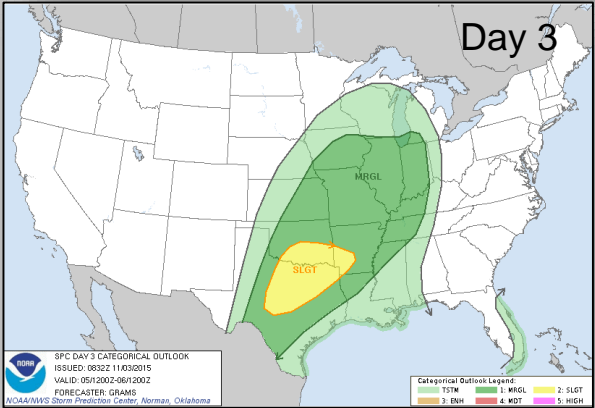 Day 3
MRGL
SLGT
NOAA
SPC DAY 3 CATEGORICAL OUTLOOK
ISSUED: 0832Z 11/03/2015
VALID: 05/1200Z-06/1200Z
FORECASTER: GRAMS
NOAA/NWS Storm Prediction Center, Norman, Oklahoma
Categorical Outlook Legend:
TSTM 1: MRGL 2: SLGT
3: ENH 4: MDT 5: HIGH